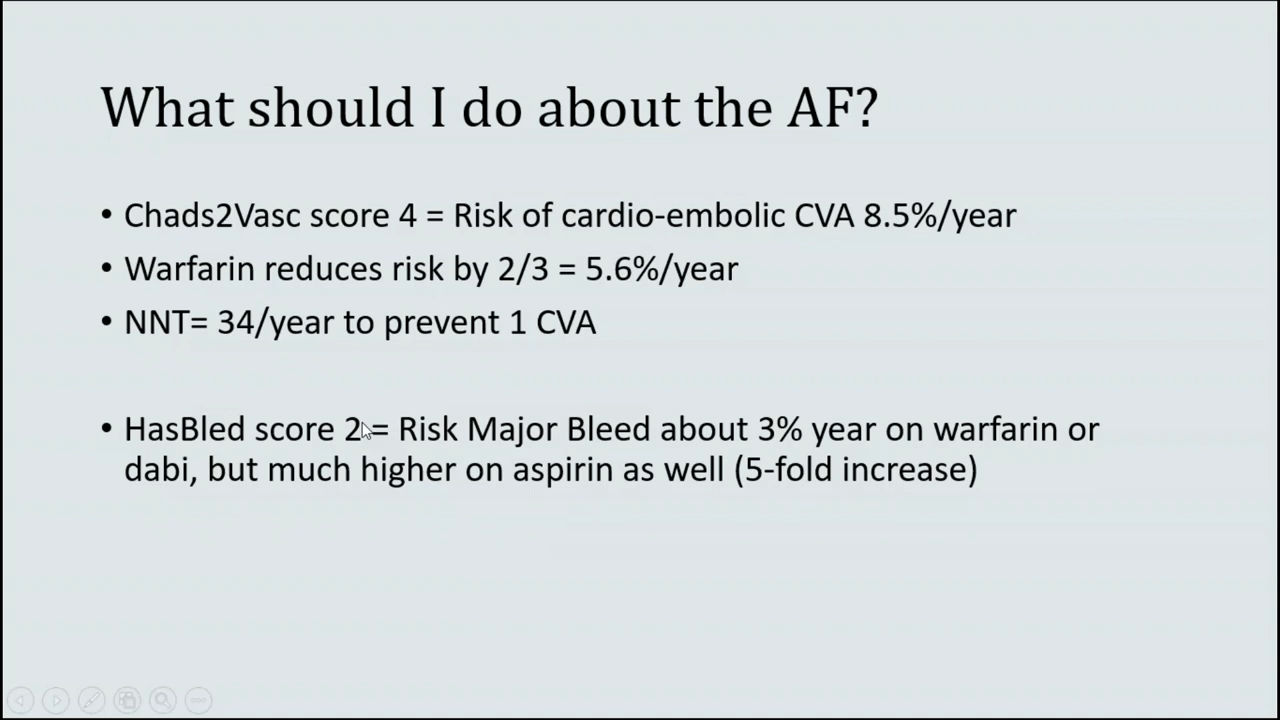 What should I do about the AF?
• Chads2Vasc score 4 = Risk of cardio-embolic CVA 8.5%/year
• Warfarin reduces risk by 2/3 = 5.6%/year
• NNT= 34/year to prevent 1 CVA
• HasBled score 2 = Risk Major Bleed about 3% year on warfarin or
dabi, but much higher on aspirin as well (5-fold increase)